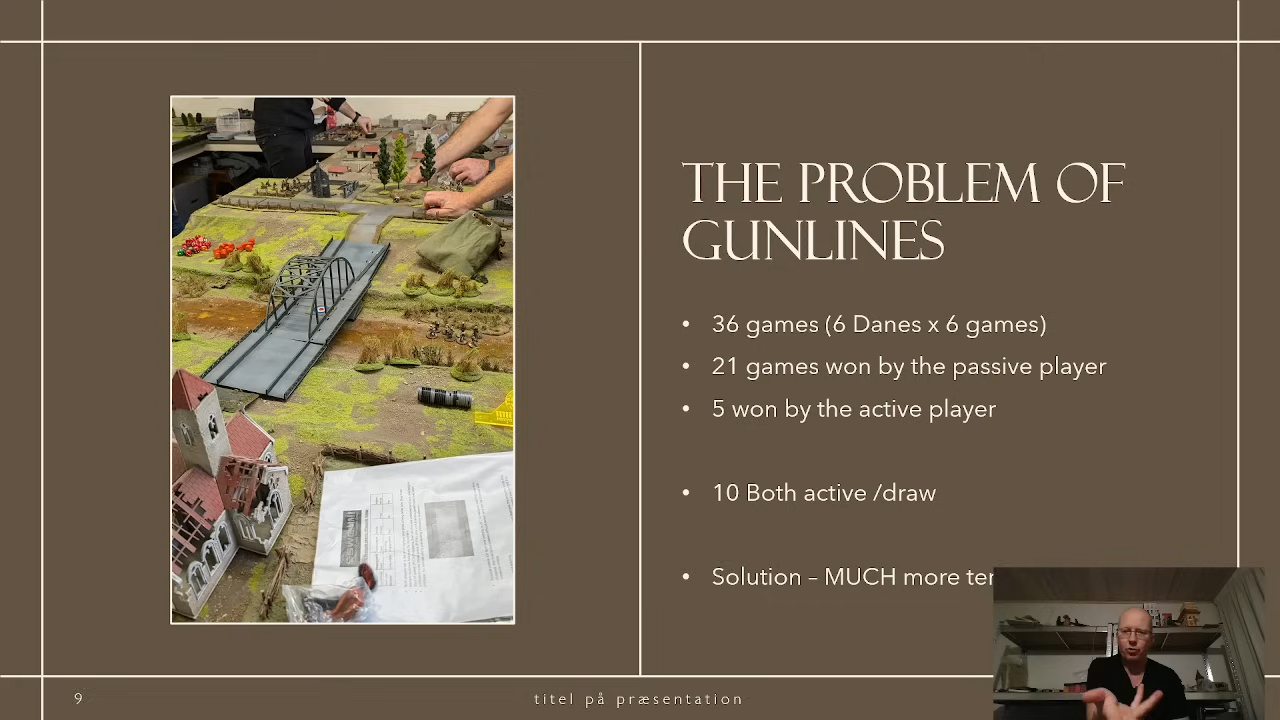 THE PROBLEM OF
GUNLINES
• 36 games (6 Danes x 6 games)
• 21 games won by the passive player
• 5 won by the active player
• 10 Both active /draw
• Solution – MUCH more
9
titel på præsentation